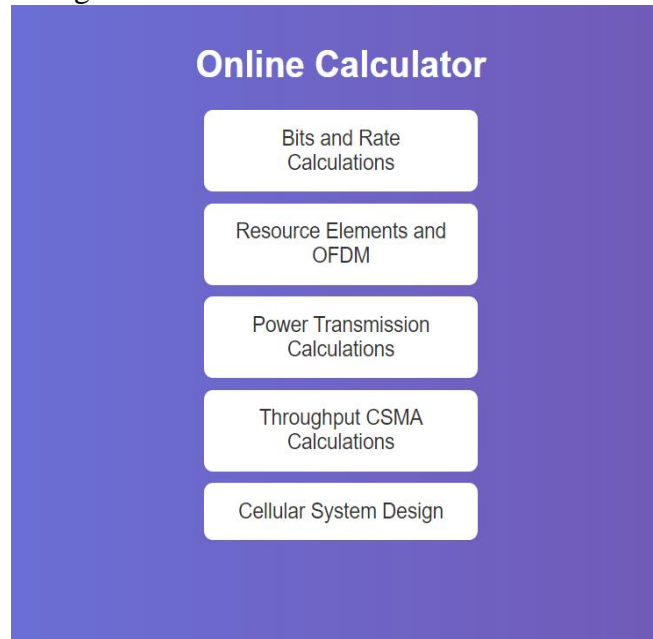 Online Calculator
Bits and Rate
Calculations
Resource Elements and
OFDM
Power Transmission
Calculations
Throughput CSMA
Calculations
Cellular System Design